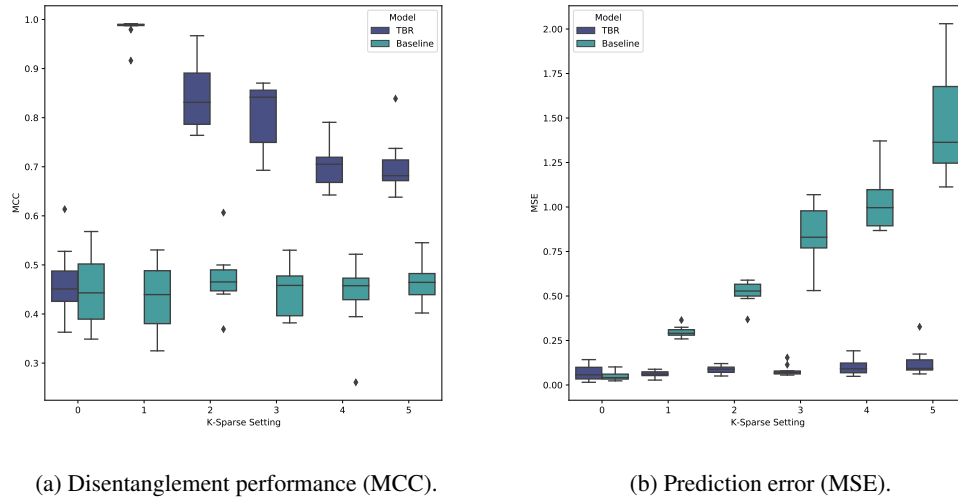 Model
TBR
Baseline
1.0
0.9
0.8
0.7
0.6
0.5
0.4
0.3
MCC
0 1 2 3 4 5
K-Sparse Setting
(a) Disentanglement performance (MCC).
Model
TBR
Baseline
2.00
1.75
1.50
1.25
1.00
0.75
0.50
0.25
0.00
MSE
0 1 2 3 4 5
K-Sparse Setting
(b) Prediction error (MSE).